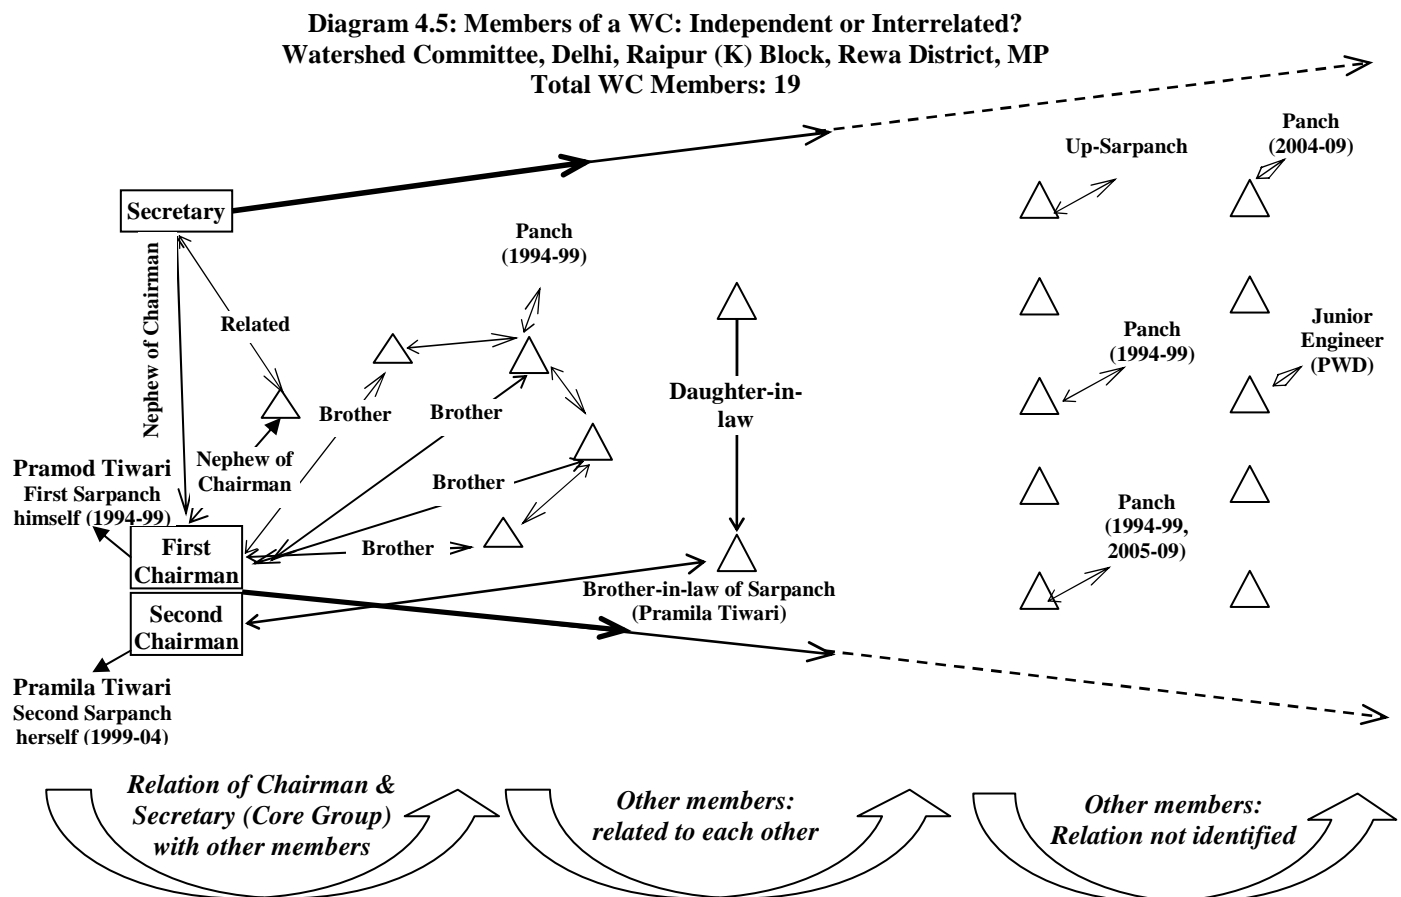 Diagram 4.5: Members of a WC: Independent or Interrelated?
Watershed Committee, Delhi, Raipur (K) Block, Rewa District, MP
Total WC Members: 19
Panch
(2004-09)
Up-Sarpanch
Secretary
Panch
(1994-99)
Nephew of Chairman
Related
Junior
Engineer
(PWD)
Panch
(1994-99)
Daughter-in-
law
Brother
Brother
Nephew of
Chairman
Brother
Pramod Tiwari
First Sarpanch
himself (1994-99)
Panch
(1994-99,
2005-09)
First
Chairman
Brother
Brother-in-law of Sarpanch
(Pramila Tiwari)
Second
Chairman
Pramila Tiwari
Second Sarpanch
herself (1999-04)
Relation of Chairman &
Secretary (Core Group)
with other members
Other members:
related to each other
Other members:
Relation not identified